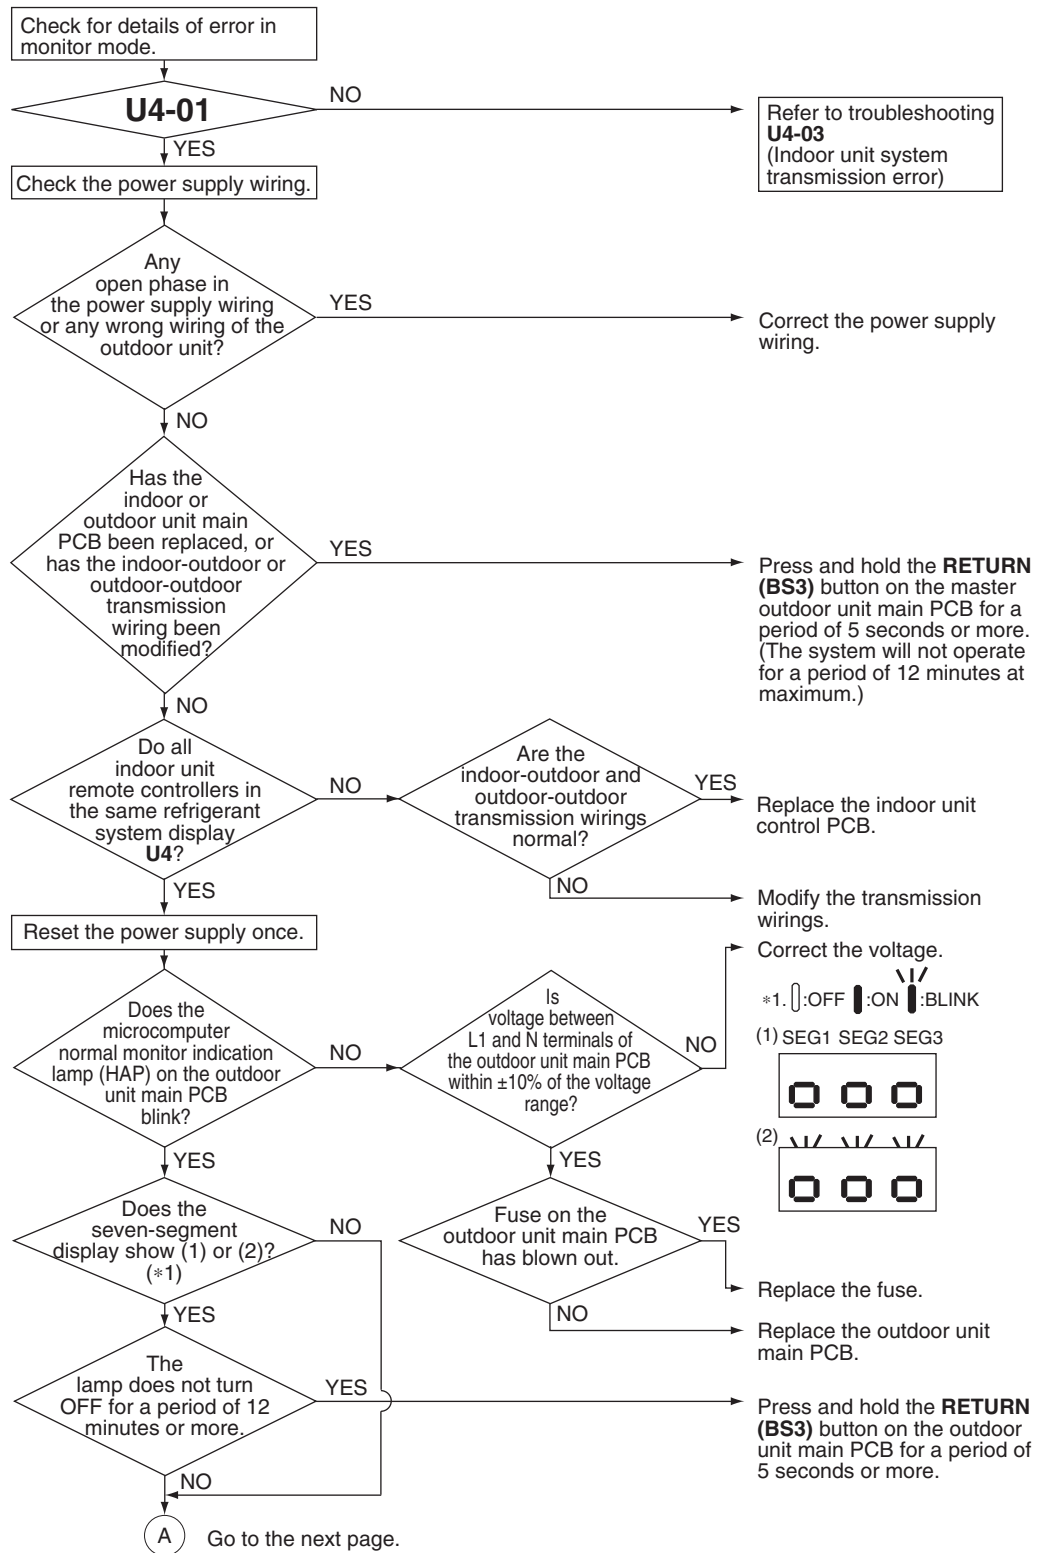 Check for details of error in
monitor mode.
U4-01
NO
Refer to troubleshooting
U4-03
(Indoor unit system
transmission error)
YES
Check the power supply wiring.
Any
open phase in
the power supply wiring
or any wrong wiring of the
outdoor unit?
YES
Correct the power supply
wiring.
NO
Has the
indoor or
outdoor unit main
PCB been replaced, or
has the indoor-outdoor or
outdoor-outdoor
transmission
wiring been
modified?
YES
Press and hold the RETURN
(BS3) button on the master
outdoor unit main PCB for a
period of 5 seconds or more.
(The system will not operate
for a period of 12 minutes at
maximum.)
NO
Do all
indoor unit
remote controllers in
the same refrigerant
system display
U4?
NO
Are the
indoor-outdoor and
outdoor-outdoor
transmission wirings
normal?
YES
Replace the indoor unit
control PCB.
NO
Modify the transmission
wirings.
YES
Reset the power supply once.
Does the
microcomputer
normal monitor indication
lamp (HAP) on the outdoor
unit main PCB
blink?
NO
Is
voltage between
L1 and N terminals of
the outdoor unit main PCB
within ±10% of the voltage
range?
NO
Correct the voltage.
*1. :OFF :ON :BLINK
(1) SEG1 SEG2 SEG3
(2)
YES
YES
Does the
seven-segment
display show (1) or (2)?
(*1)
NO
Fuse on the
outdoor unit main PCB
has blown out.
YES
Replace the fuse.
NO
Replace the outdoor unit
main PCB.
YES
The
lamp does not turn
OFF for a period of 12
minutes or more.
YES
Press and hold the RETURN
(BS3) button on the outdoor
unit main PCB for a period of
5 seconds or more.
NO
A
Go to the next page.